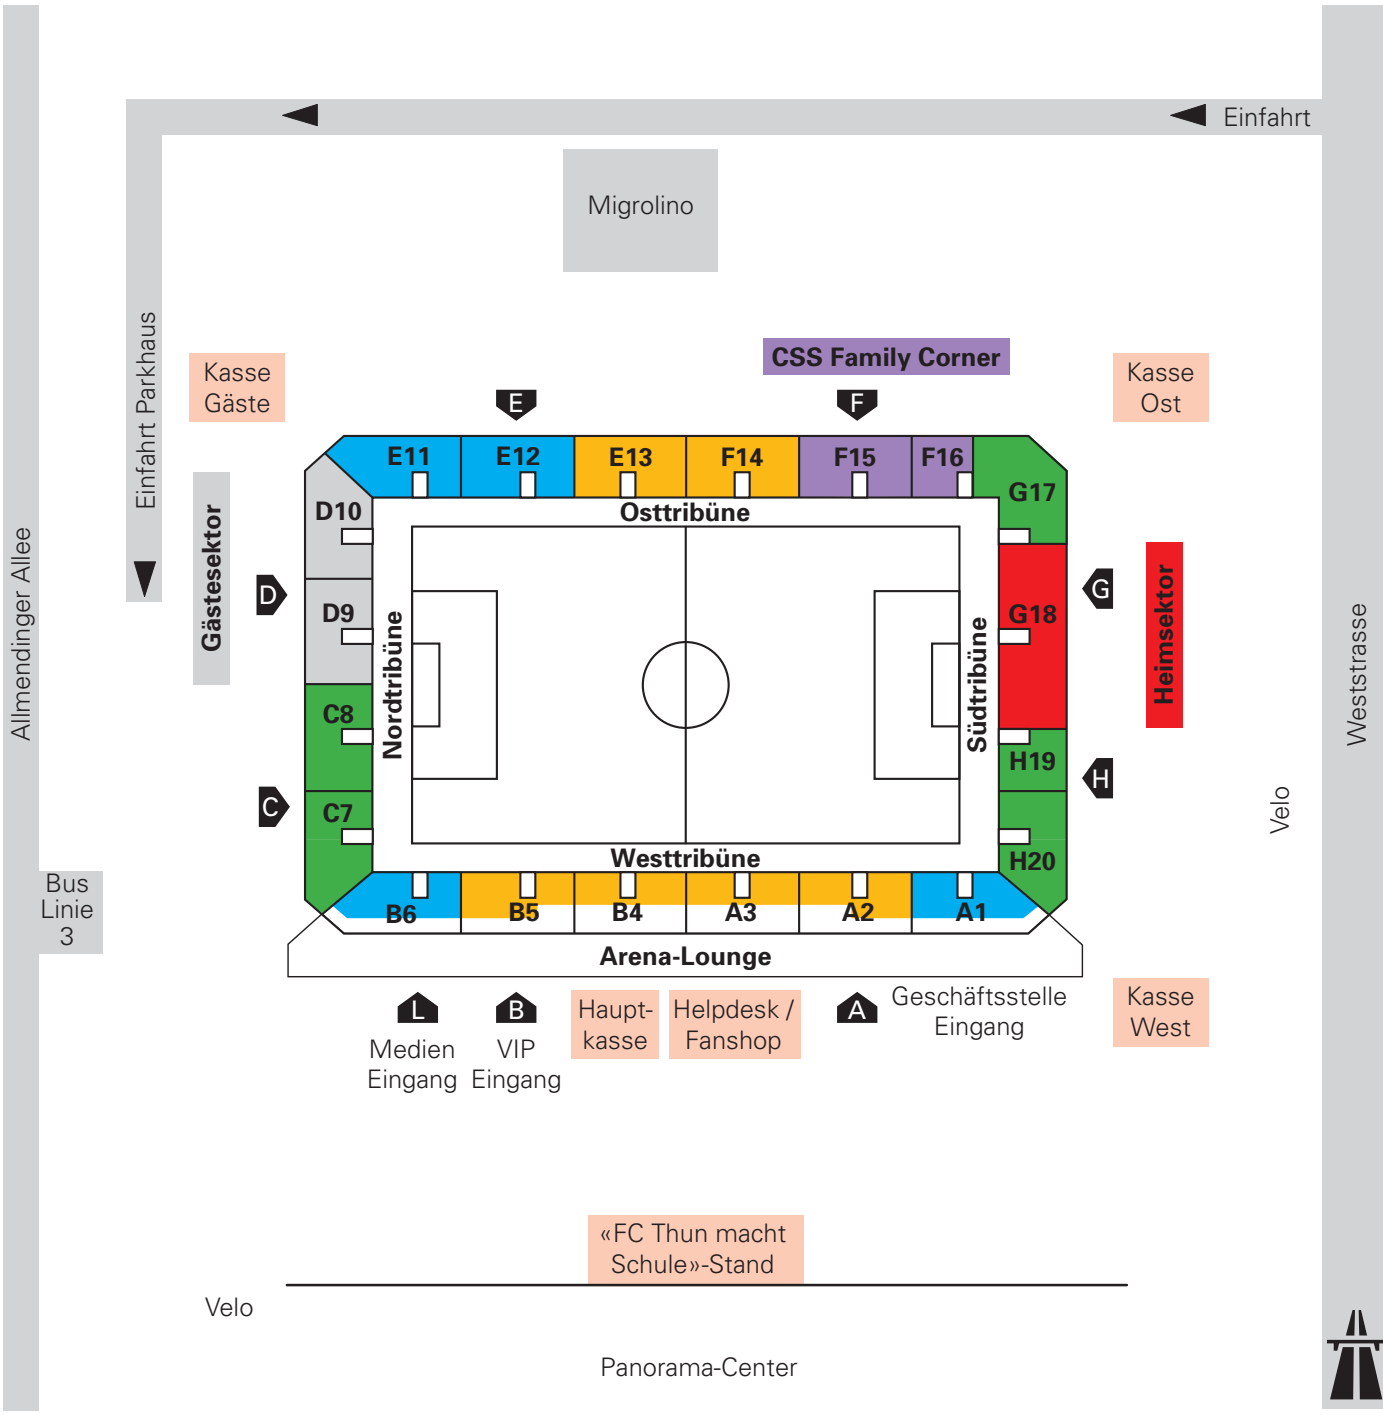 Einfahrt
Migrolino
Einfahrt Parkhaus
Kasse
Gäste
CSS Family Corner
Kasse
Ost
E
F
E11
E12
E13
F14
F15
F16
G17
D10
Osttribüne
Gästesektor
D
D9
Nordtribüne
C8
C
C7
G18
G
Heimsektor
Südtribüne
H19
H
H20
Allmendinger Allee
Weststrasse
Velo
Westtribüne
B6
B5
B4
A3
A2
A1
Bus
Linie
3
Arena-Lounge
L
Medien
Eingang
B
VIP
Eingang
Haupt-
kasse
Helpdesk /
Fanshop
A
Geschäftsstelle
Eingang
Kasse
West
«FC Thun macht
Schule»-Stand
Velo
Panorama-Center